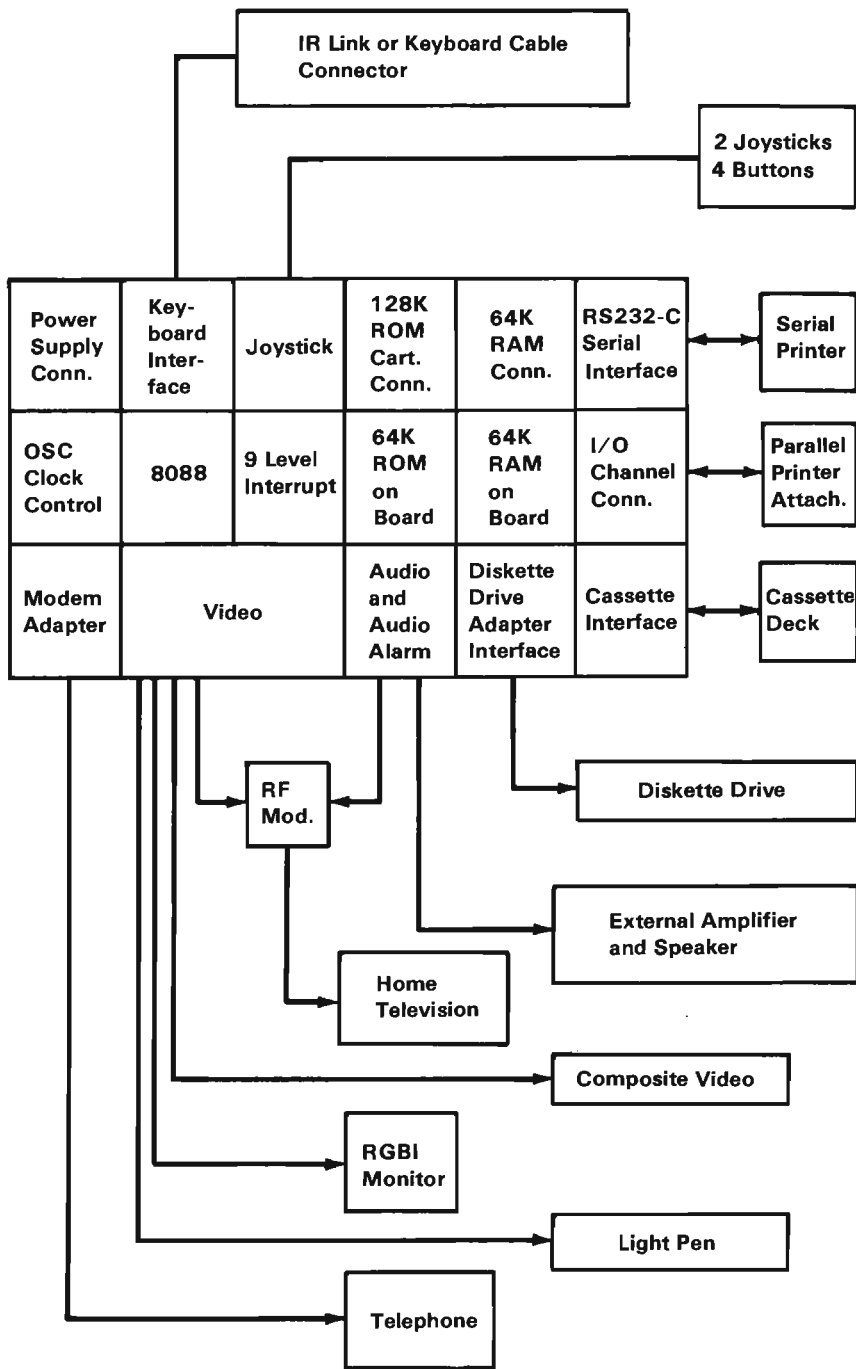 IR Link or Keyboard Cable
Connector
2 Joysticks
4 Buttons
Power
Supply
Conn.
Key-
board
Inter-
face
Joystick
128K
ROM
Cart.
Conn.
64K
RAM
Conn.
RS232-C
Serial
Interface
Serial
Printer
OSC
Clock
Control
8088
9 Level
Interrupt
64K
ROM
on
Board
64K
RAM
on
Board
I/O
Channel
Conn.
Parallel
Printer
Attach.
Modem
Adapter
Video
Audio
and
Audio
Alarm
Diskette
Drive
Adapter
Interface
Cassette
Interface
Cassette
Deck
RF
Mod.
Diskette Drive
External Amplifier
and Speaker
Home
Television
Composite Video
RGBI
Monitor
Light Pen
Telephone